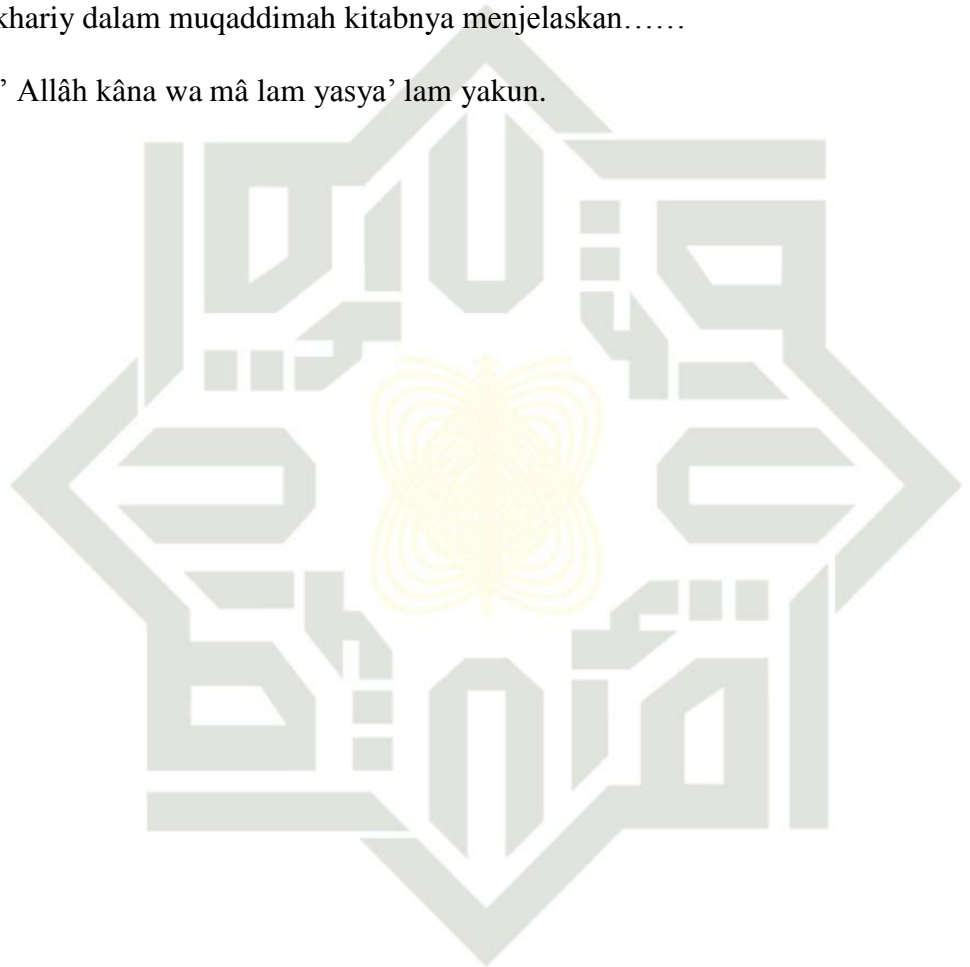 khariy dalam muqaddimah kitabnya menjelaskan……
’ Allâh kâna wa mâ lam yasya’ lam yakun.